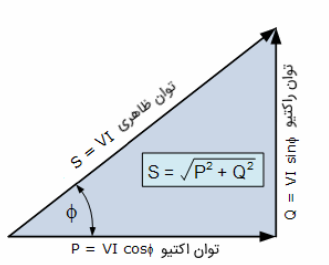 S = VI توان ظاهری
توان راکتیو
Q = VI sinϕ
S = √P² + Q²
ϕ
P = VI cosϕ توان اکتیو